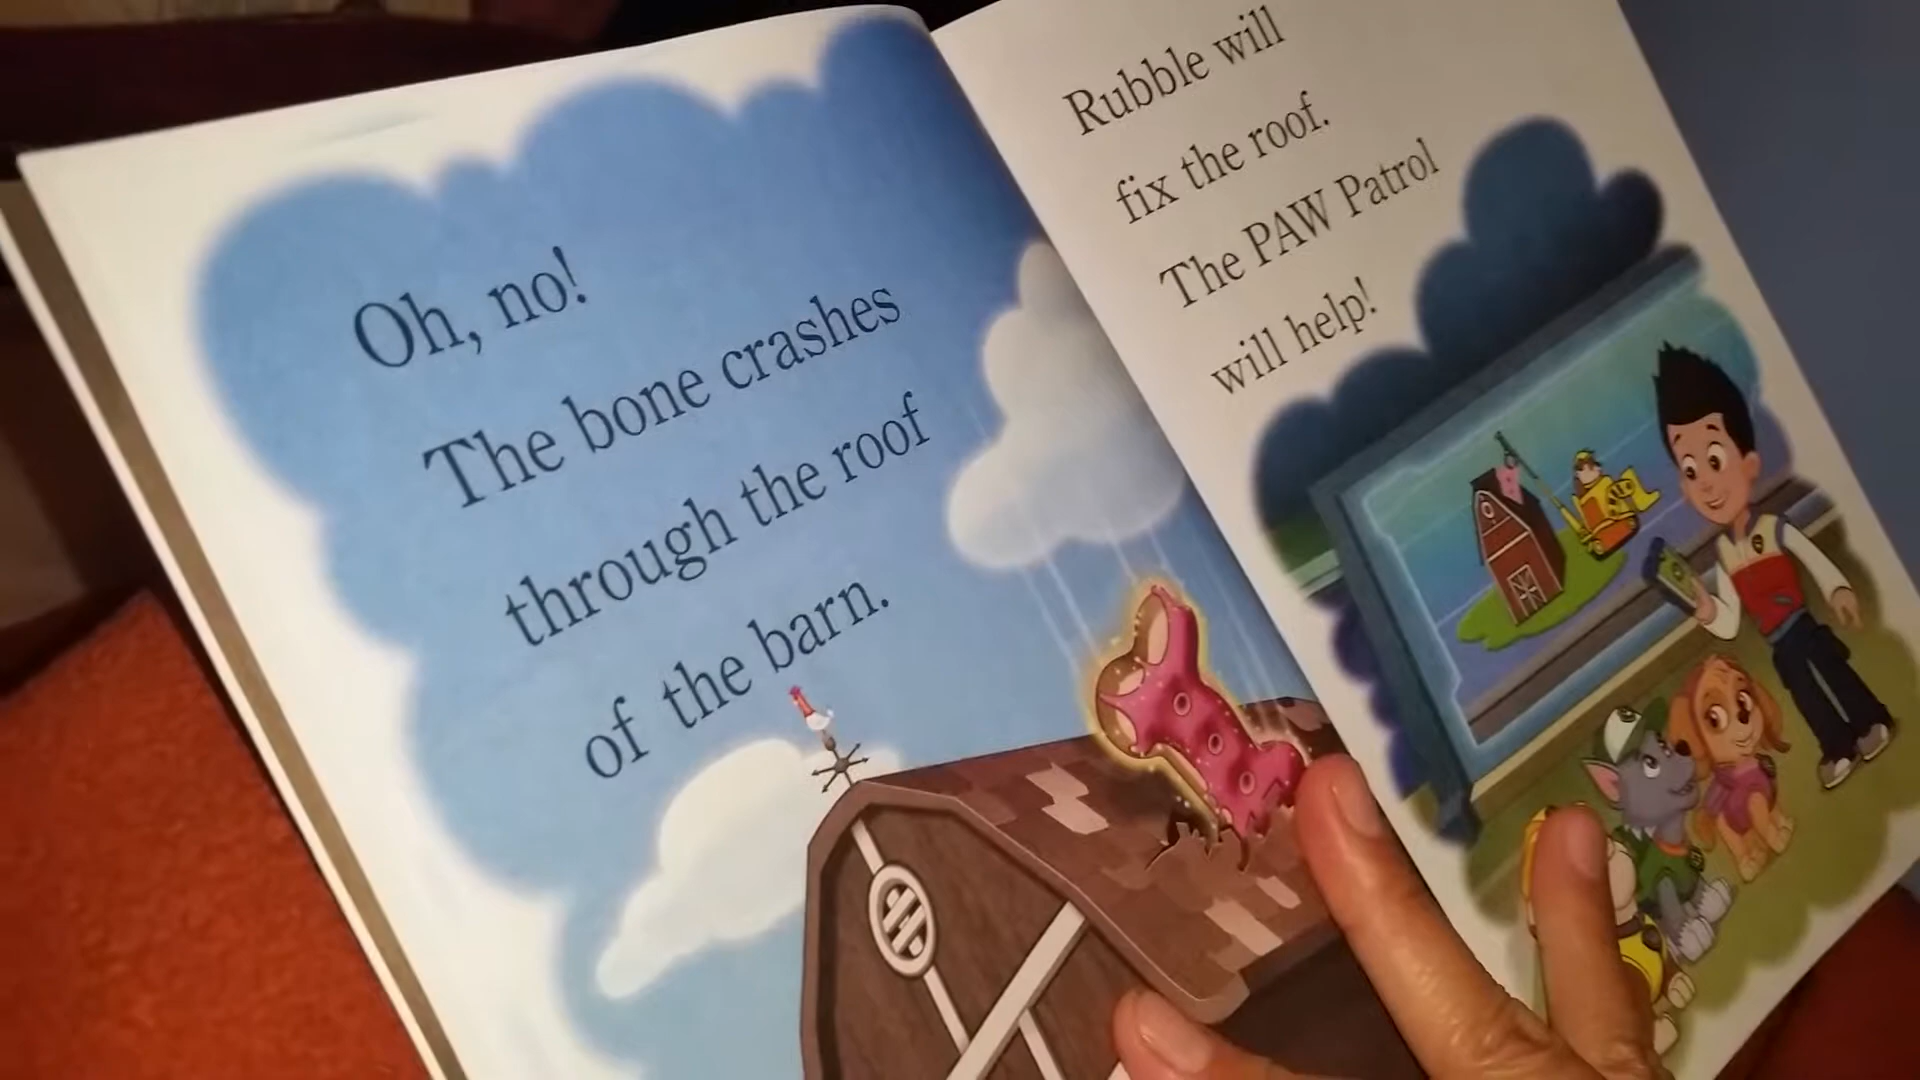 Oh, no!
The bone crashes
through the roof
of the barn.
Rubble will
fix the roof.
The PAW Patrol
will help!